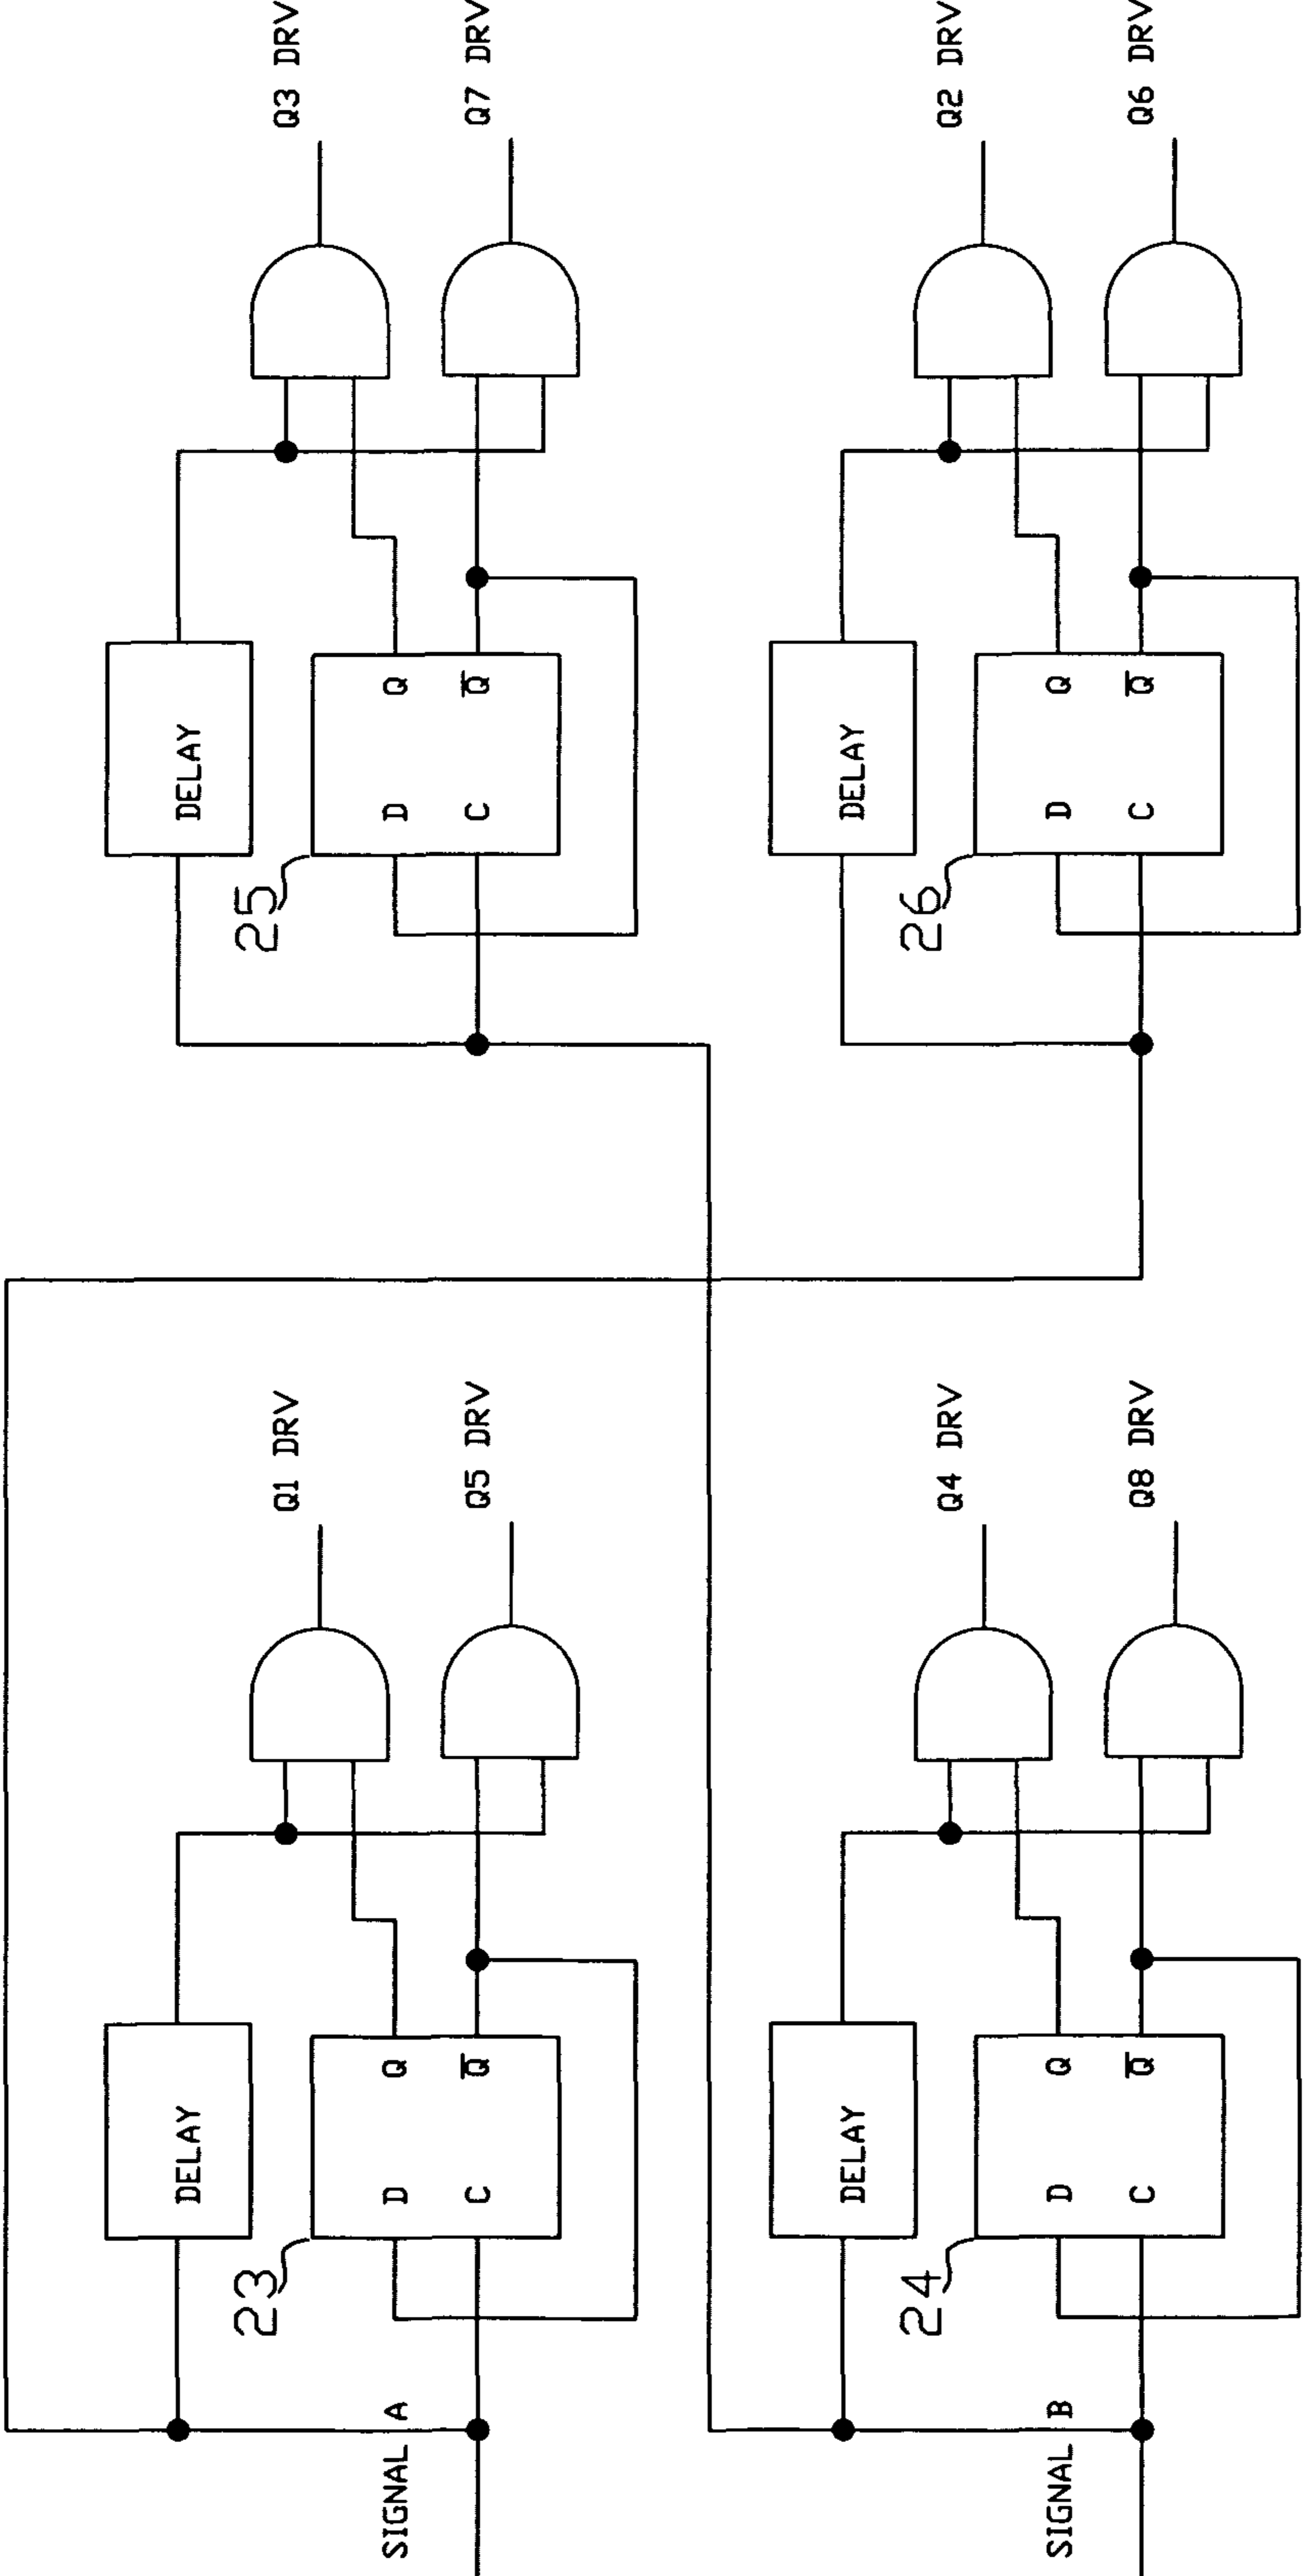 SIGNAL A
23
DELAY
D
Q
C
Q̅
Q1 DRV
Q5 DRV
25
DELAY
D
Q
C
Q̅
Q3 DRV
Q7 DRV
SIGNAL B
24
DELAY
D
Q
C
Q̅
Q4 DRV
Q8 DRV
26
DELAY
D
Q
C
Q̅
Q2 DRV
Q6 DRV